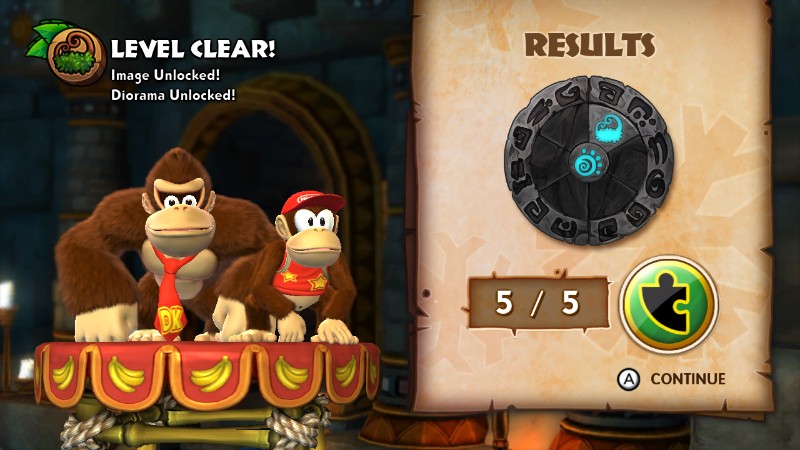 LEVEL CLEAR!
Image Unlocked!
Diorama Unlocked!
RESULTS
5 / 5
A CONTINUE
DK